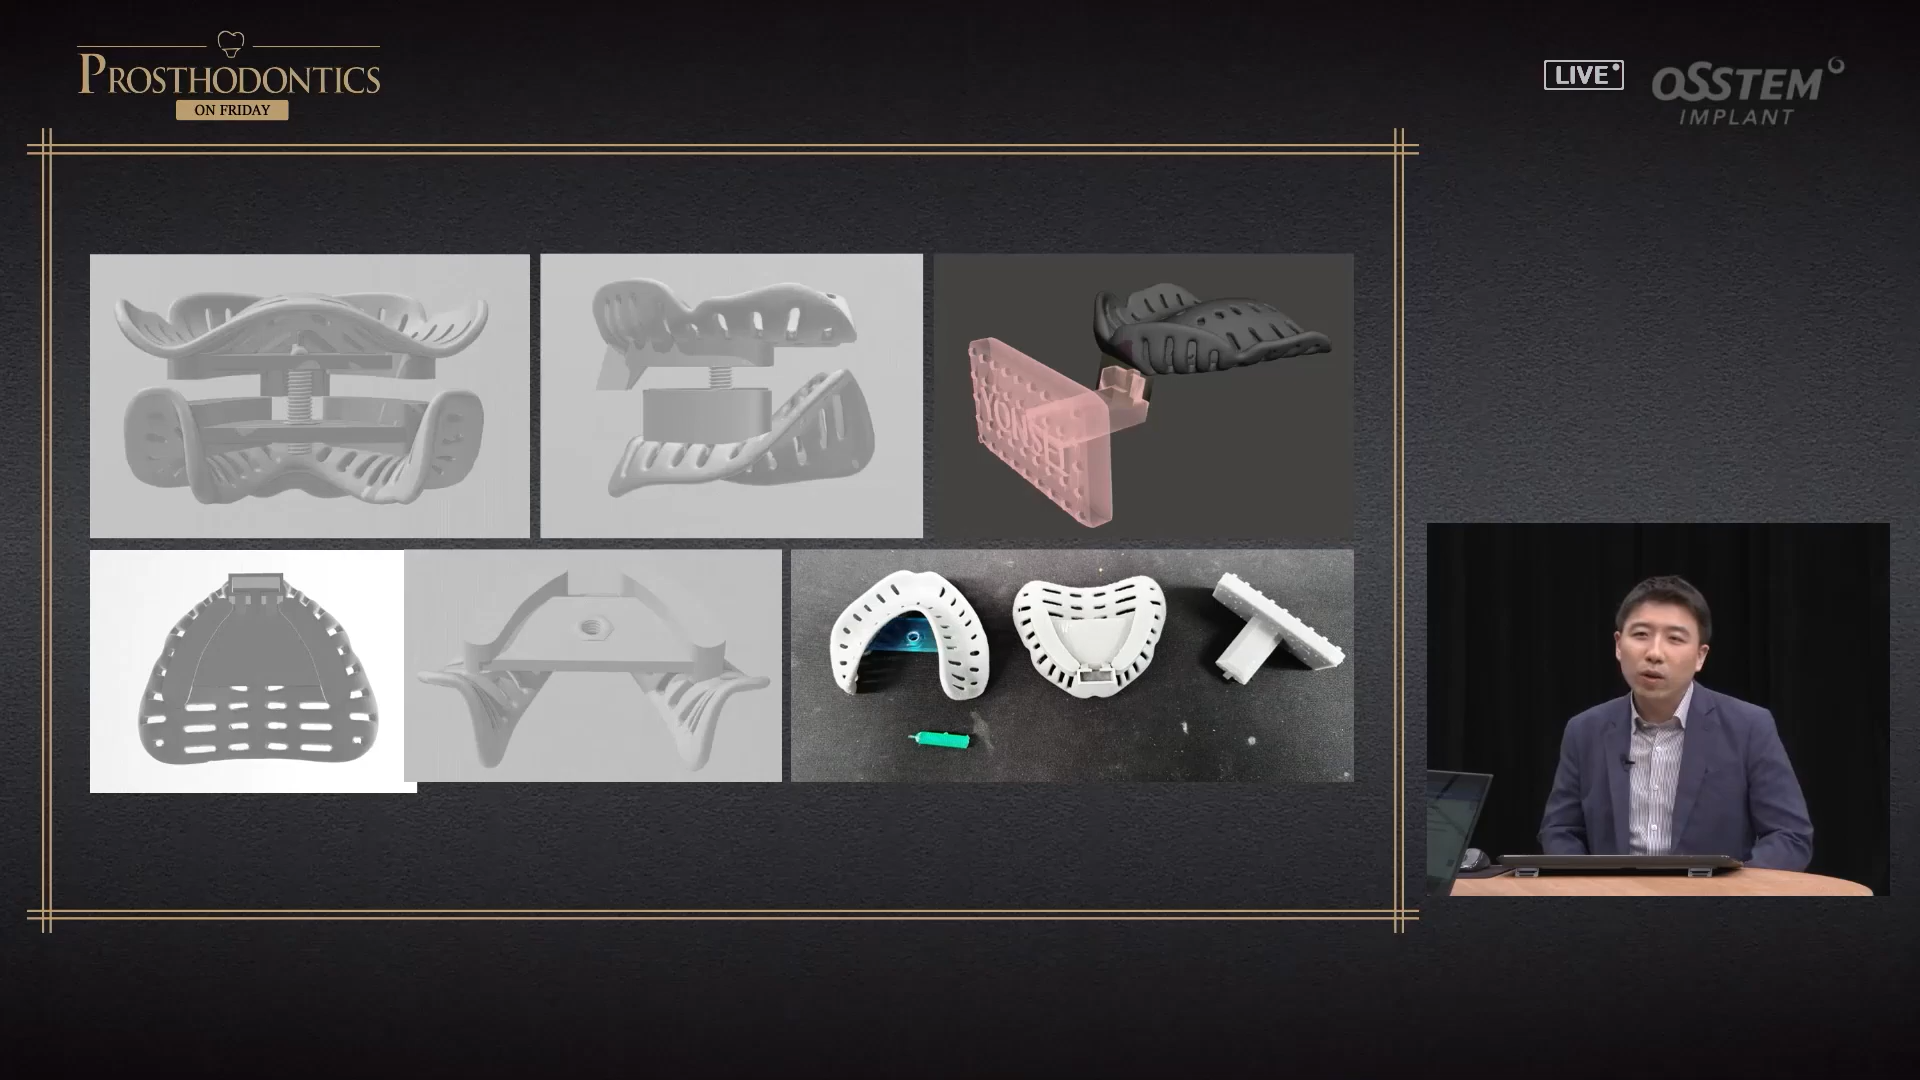 PROSTHODONTICS
ON FRIDAY
LIVE
OSSTEM
IMPLANT
YONSEI